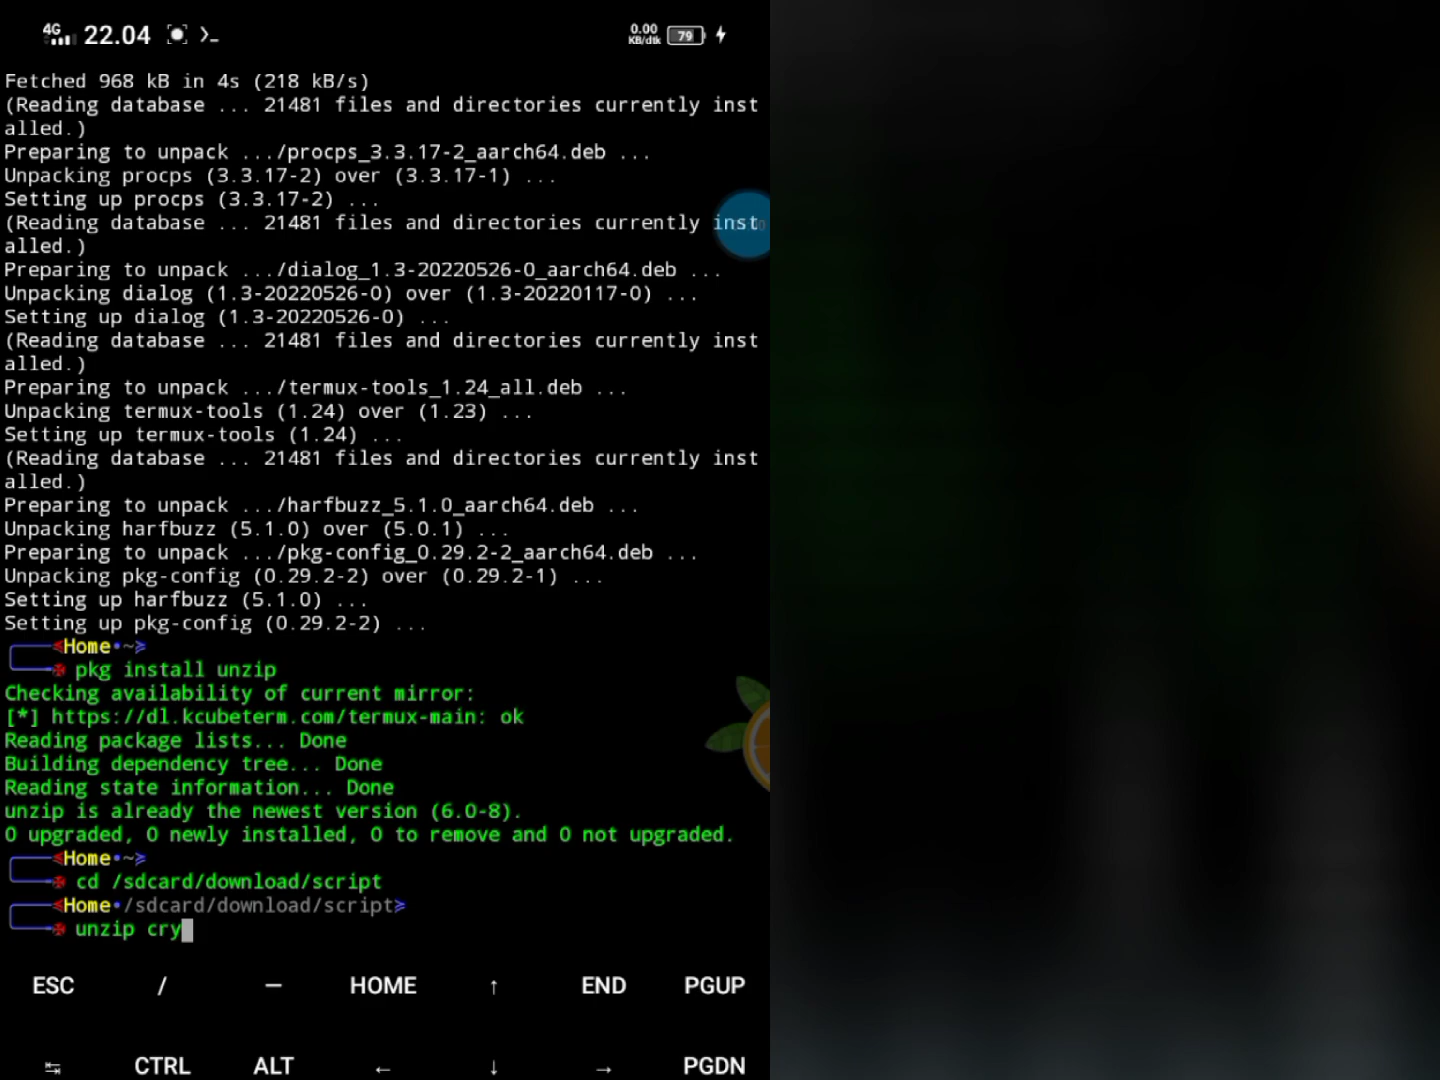 4G 22.04 >_ 0.00 KB/dtk 79
Fetched 968 kB in 4s (218 kB/s)
(Reading database ... 21481 files and directories currently inst
alled.)
Preparing to unpack .../procps_3.3.17-2_aarch64.deb ...
Unpacking procps (3.3.17-2) over (3.3.17-1) ...
Setting up procps (3.3.17-2) ...
(Reading database ... 21481 files and directories currently inst
alled.)
Preparing to unpack .../dialog_1.3-20220526-0_aarch64.deb ...
Unpacking dialog (1.3-20220526-0) over (1.3-20220117-0) ...
Setting up dialog (1.3-20220526-0) ...
(Reading database ... 21481 files and directories currently inst
alled.)
Preparing to unpack .../termux-tools_1.24_all.deb ...
Unpacking termux-tools (1.24) over (1.23) ...
Setting up termux-tools (1.24) ...
(Reading database ... 21481 files and directories currently inst
alled.)
Preparing to unpack .../harfbuzz_5.1.0_aarch64.deb ...
Unpacking harfbuzz (5.1.0) over (5.0.1) ...
Preparing to unpack .../pkg-config_0.29.2-2_aarch64.deb ...
Unpacking pkg-config (0.29.2-2) over (0.29.2-1) ...
Setting up harfbuzz (5.1.0) ...
Setting up pkg-config (0.29.2-2) ...
<Home•~>
pkg install unzip
Checking availability of current mirror:
[*] https://dl.kcubeterm.com/termux-main: ok
Reading package lists... Done
Building dependency tree... Done
Reading state information... Done
unzip is already the newest version (6.0-8).
0 upgraded, 0 newly installed, 0 to remove and 0 not upgraded.
<Home•~>
cd /sdcard/download/script
<Home•/sdcard/download/script>
unzip cry
ESC / — HOME ↑ END PGUP
↹ CTRL ALT ← ↓ → PGDN